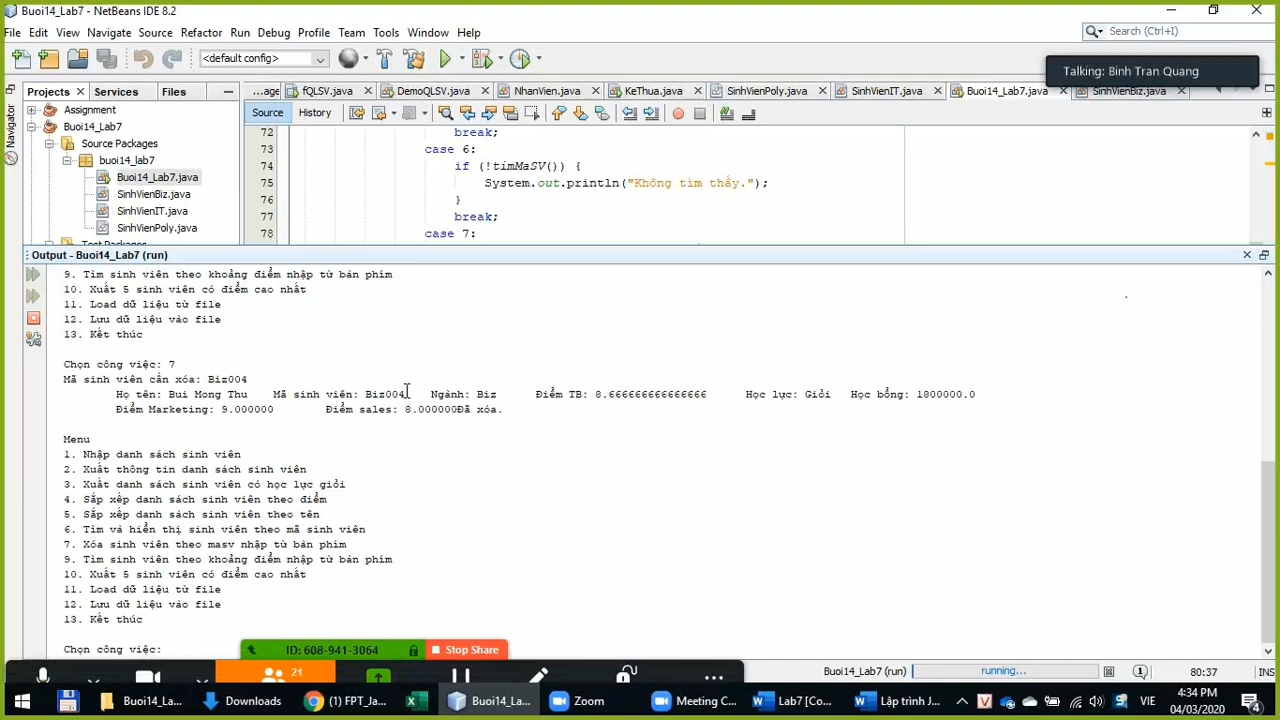 Buoi14_Lab7 - NetBeans IDE 8.2
File Edit View Navigate Source Refactor Run Debug Profile Team Tools Window Help
Search (Ctrl+I)
<default config>
Talking: Binh Tran Quang
Projects Services Files
...age fQLSV.java DemoQLSV.java NhanVien.java KeThua.java SinhVienPoly.java SinhVienIT.java Buoi14_Lab7.java SinhVienBiz.java
Navigator
Assignment
Buoi14_Lab7
Source Packages
buoi14_lab7
Buoi14_Lab7.java
SinhVienBiz.java
SinhVienIT.java
SinhVienPoly.java
Test Packages
Source History
72 break;
73 case 6:
74 if (!timMaSV()) {
75 System.out.println("Không tìm thấy.");
76 }
77 break;
78 case 7:
Output - Buoi14_Lab7 (run)
9. Tìm sinh viên theo khoảng điểm nhập từ bàn phím
10. Xuất 5 sinh viên có điểm cao nhất
11. Load dữ liệu từ file
12. Lưu dữ liệu vào file
13. Kết thúc
Chọn công việc: 7
Mã sinh viên cần xóa: Biz004
Họ tên: Bui Mong Thu Mã sinh viên: Biz004 Ngành: Biz Điểm TB: 8.666666666666666 Học lực: Giỏi Học bổng: 1800000.0
Điểm Marketing: 9.000000 Điểm sales: 8.000000Đã xóa.
Menu
1. Nhập danh sách sinh viên
2. Xuất thông tin danh sách sinh viên
3. Xuất danh sách sinh viên có học lực giỏi
4. Sắp xếp danh sách sinh viên theo điểm
5. Sắp xếp danh sách sinh viên theo tên
6. Tìm và hiển thị sinh viên theo mã sinh viên
7. Xóa sinh viên theo masv nhập từ bàn phím
9. Tìm sinh viên theo khoảng điểm nhập từ bàn phím
10. Xuất 5 sinh viên có điểm cao nhất
11. Load dữ liệu từ file
12. Lưu dữ liệu vào file
13. Kết thúc
Chọn công việc:
ID: 608-941-3064 Stop Share
21
Buoi14_Lab7 (run) running... 80:37 INS
Buoi14_La... Downloads FPT_Ja... Buoi14_La... Zoom Meeting C... Lab7 [Co... Lập trình J... VIE 4:34 PM
04/03/2020
4